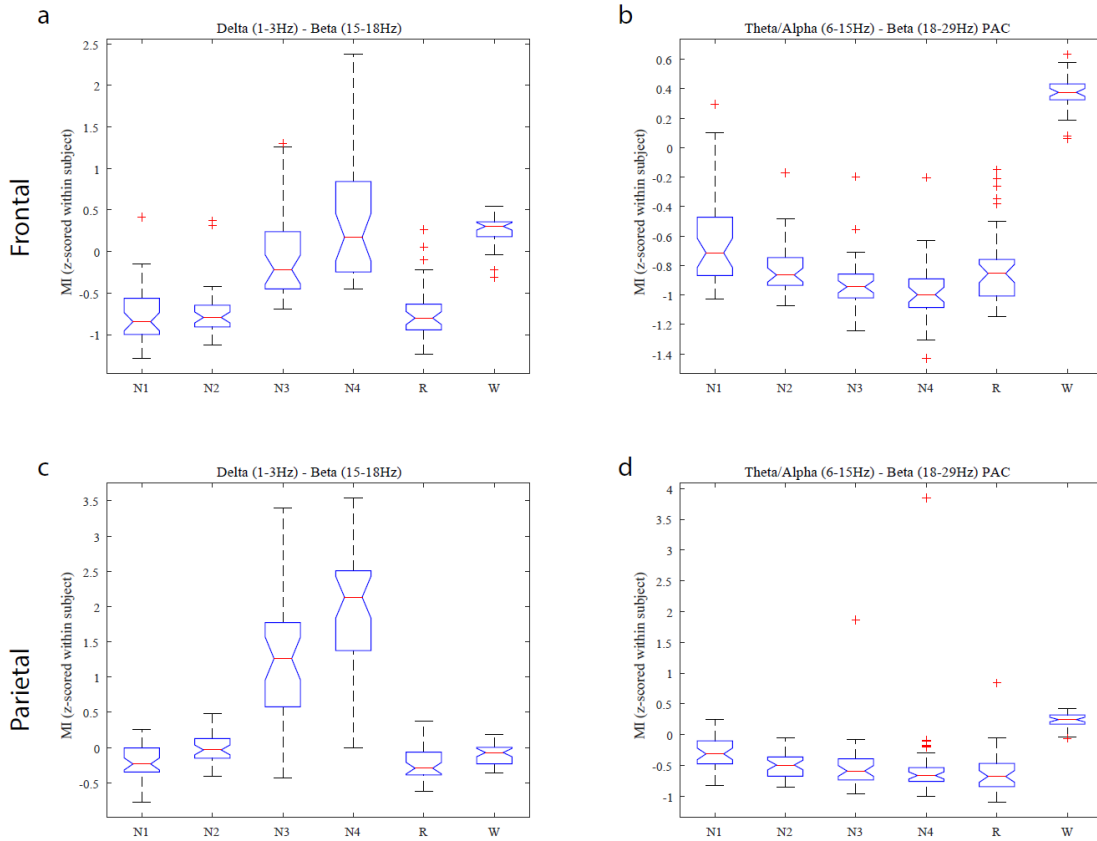 a
Delta (1-3Hz) - Beta (15-18Hz)
Frontal
MI (z-scored within subject)
2.5
2
1.5
1
0.5
0
-0.5
-1
N1 N2 N3 N4 R W
b
Theta/Alpha (6-15Hz) - Beta (18-29Hz) PAC
MI (z-scored within subject)
0.6
0.4
0.2
0
-0.2
-0.4
-0.6
-0.8
-1
-1.2
-1.4
N1 N2 N3 N4 R W
c
Delta (1-3Hz) - Beta (15-18Hz)
Parietal
MI (z-scored within subject)
3.5
3
2.5
2
1.5
1
0.5
0
-0.5
N1 N2 N3 N4 R W
d
Theta/Alpha (6-15Hz) - Beta (18-29Hz) PAC
MI (z-scored within subject)
4
3.5
3
2.5
2
1.5
1
0.5
0
-0.5
-1
N1 N2 N3 N4 R W